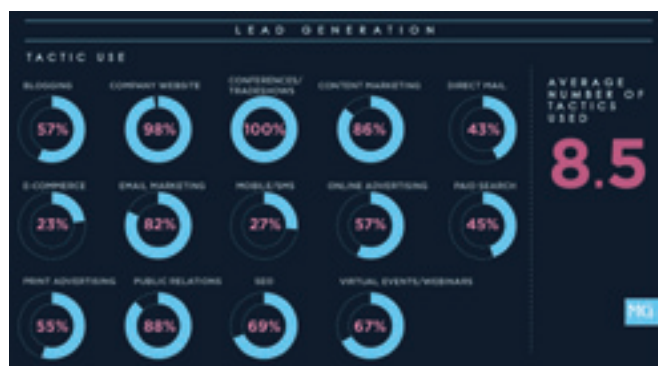 LEAD GENERATION
TACTIC USE
BLOGGING
COMPANY WEBSITE
CONFERENCES/
TRADESHOWS
CONTENT MARKETING
DIRECT MAIL
57%
98%
100%
86%
43%
E-COMMERCE
EMAIL MARKETING
MOBILE/SMS
ONLINE ADVERTISING
PAID SEARCH
23%
82%
27%
57%
45%
PRINT ADVERTISING
PUBLIC RELATIONS
SEO
VIRTUAL EVENTS/WEBINARS
55%
88%
69%
67%
AVERAGE
NUMBER OF
TACTICS
USED
8.5
MG